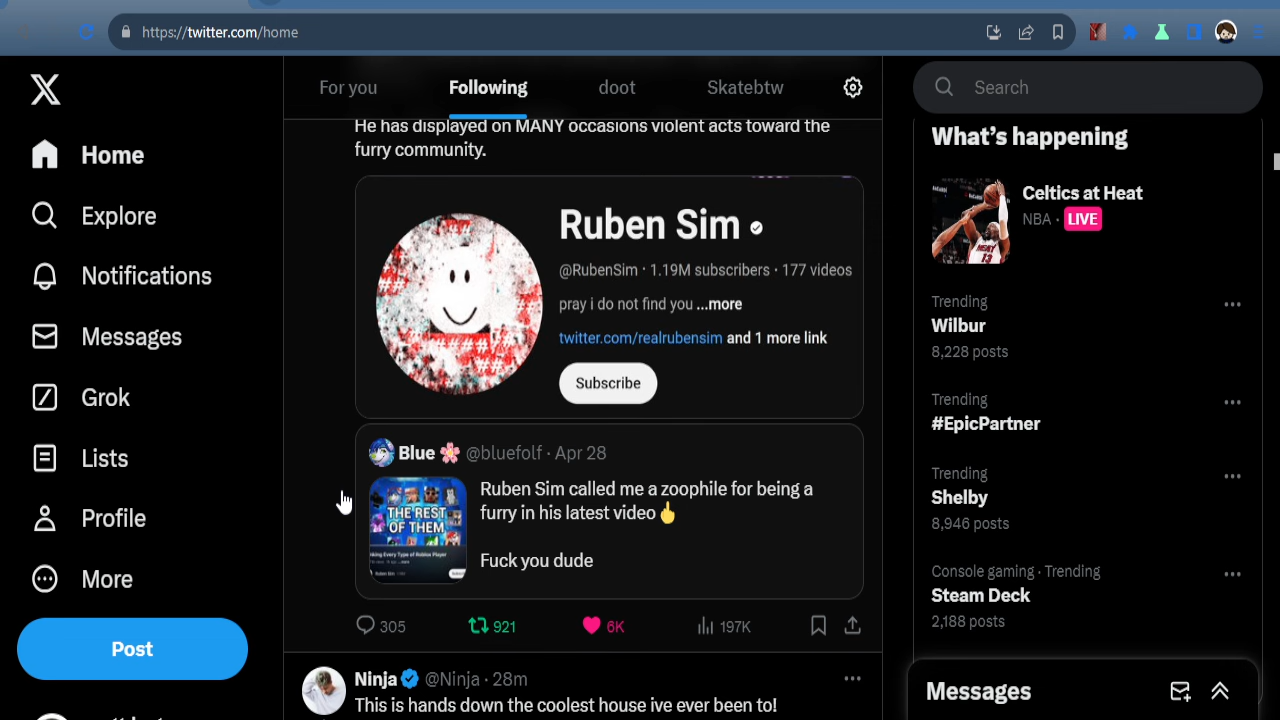 https://twitter.com/home
Home
Explore
Notifications
Messages
Grok
Lists
Profile
More
Post
For you
Following
doot
Skatebtw
He has displayed on MANY occasions violent acts toward the
furry community.
Ruben Sim
@RubenSim · 1.19M subscribers · 177 videos
pray i do not find you ...more
twitter.com/realrubensim and 1 more link
Subscribe
Blue 🌸 @bluefolf · Apr 28
THE REST
OF THEM
Ruben Sim called me a zoophile for being a
furry in his latest video🖕
Fuck you dude
305
921
6K
197K
Ninja @Ninja · 28m
This is hands down the coolest house ive ever been to!
Search
What's happening
Celtics at Heat
NBA · LIVE
Trending
Wilbur
8,228 posts
Trending
#EpicPartner
Trending
Shelby
8,946 posts
Console gaming · Trending
Steam Deck
2,188 posts
Messages